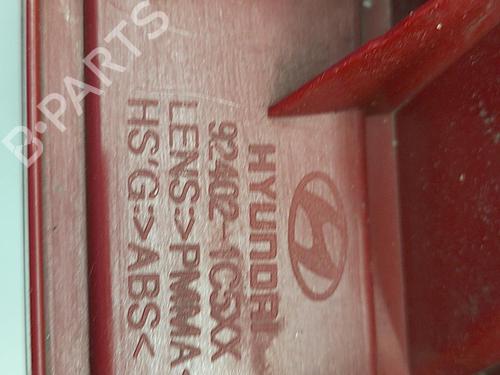 HYUNDAI
92402-1C5XX
LENS>PMMA<
HS'G>ABS<
B-PARTS